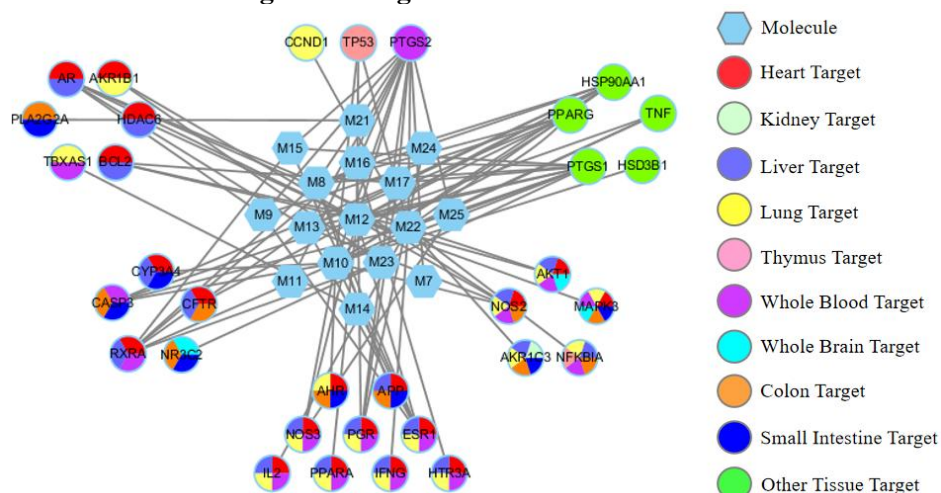 CCND1 TP53 PTGS2
AR AKR1B1
PLA2G2A HDAC6
TBXAS1 BCL2
HSP90AA1
PPARG TNF
PTGS1 HSD3B1
M21
M15 M16 M24
M8 M17
M9 M12 M25
M13 M22
M10 M23
M11 M7
M14
CYP3A4
CASP3 CFTR
RXRA NR3C2
AKT1
NOS2 MAPK3
AKR1C3 NFKBIA
AHR APP
NOS3 PGR ESR1
IL2 PPARA IFNG HTR3A
Molecule
Heart Target
Kidney Target
Liver Target
Lung Target
Thymus Target
Whole Blood Target
Whole Brain Target
Colon Target
Small Intestine Target
Other Tissue Target